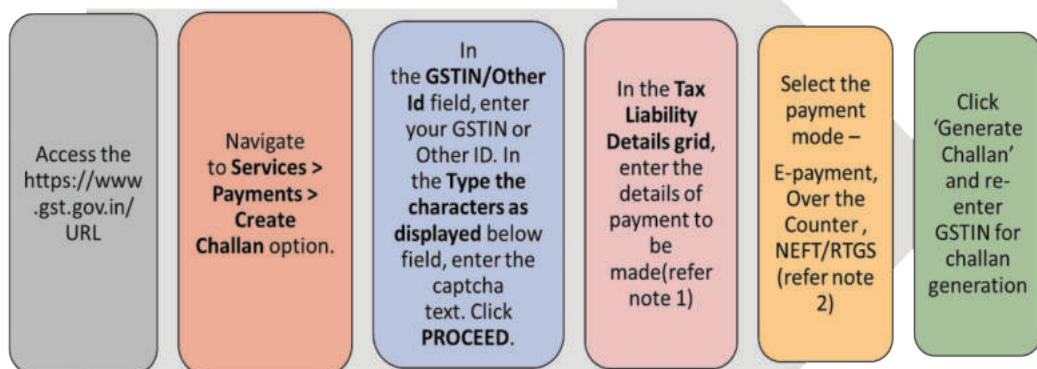 Access the
https://www
.gst.gov.in/
URL
Navigate
to Services >
Payments >
Create
Challan option.
In
the GSTIN/Other
Id field, enter
your GSTIN or
Other ID. In
the Type the
characters as
displayed below
field, enter the
captcha
text. Click
PROCEED.
In the Tax
Liability
Details grid,
enter the
details of
payment to
be
made(refer
note 1)
Select the
payment
mode –
E-payment,
Over the
Counter ,
NEFT/RTGS
(refer note
2)
Click
‘Generate
Challan’
and re-
enter
GSTIN for
challan
generation